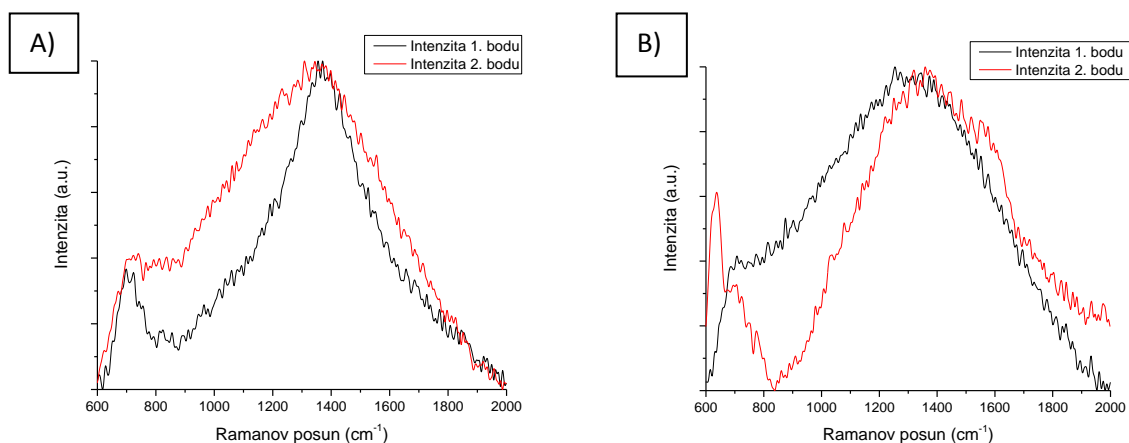 A)
Intenzita 1. bodu
Intenzita 2. bodu
Intenzita (a.u.)
600 800 1000 1200 1400 1600 1800 2000
Ramanov posun (cm⁻¹)
B)
Intenzita 1. bodu
Intenzita 2. bodu
Intenzita (a.u.)
600 800 1000 1200 1400 1600 1800 2000
Ramanov posun (cm⁻¹)